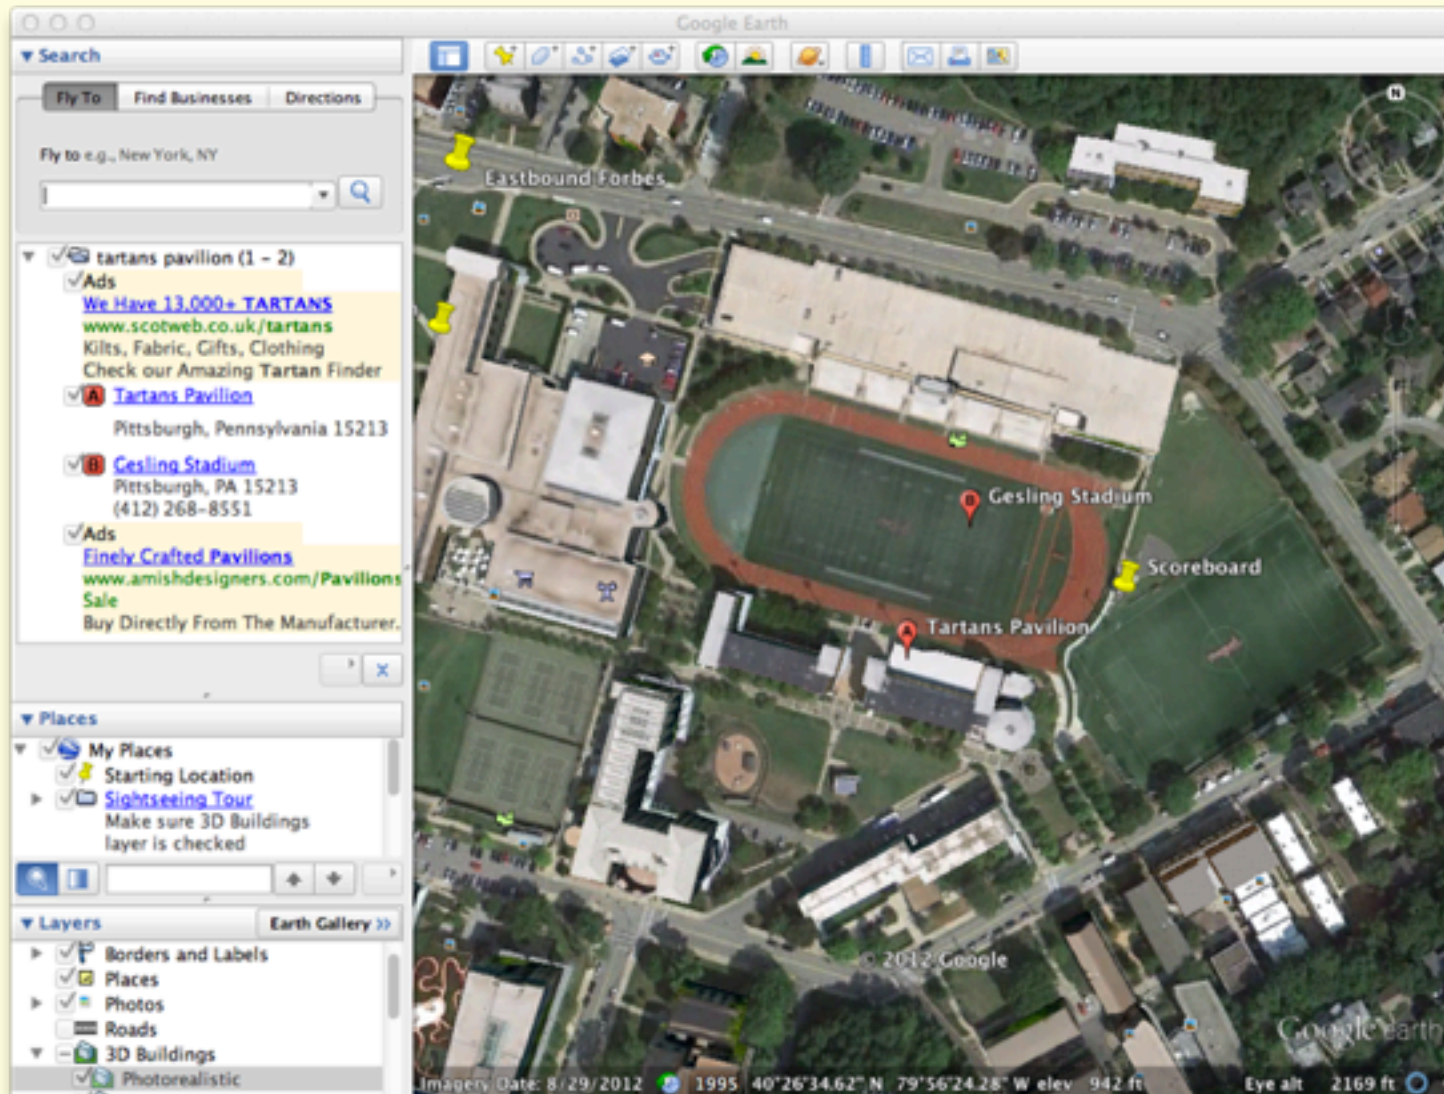 Google Earth
Search
Fly To
Find Businesses
Directions
Fly to e.g., New York, NY
tartans pavilion (1 - 2)
Ads
We Have 13,000+ TARTANS
www.scotweb.co.uk/tartans
Kilts, Fabric, Gifts, Clothing
Check our Amazing Tartan Finder
A Tartans Pavilion
Pittsburgh, Pennsylvania 15213
B Gesling Stadium
Pittsburgh, PA 15213
(412) 268-8551
Ads
Finely Crafted Pavilions
www.amishdesigners.com/Pavilions
Sale
Buy Directly From The Manufacturer.
Places
My Places
Starting Location
Sightseeing Tour
Make sure 3D Buildings
layer is checked
Layers
Earth Gallery >>
Borders and Labels
Places
Photos
Roads
3D Buildings
Photorealistic
N
Eastbound Forbes
B Gesling Stadium
Scoreboard
A Tartans Pavilion
© 2012 Google
Google earth
Imagery Date: 8/29/2012
1995
40°26'34.62" N
79°56'24.28" W
elev 942 ft
Eye alt 2169 ft